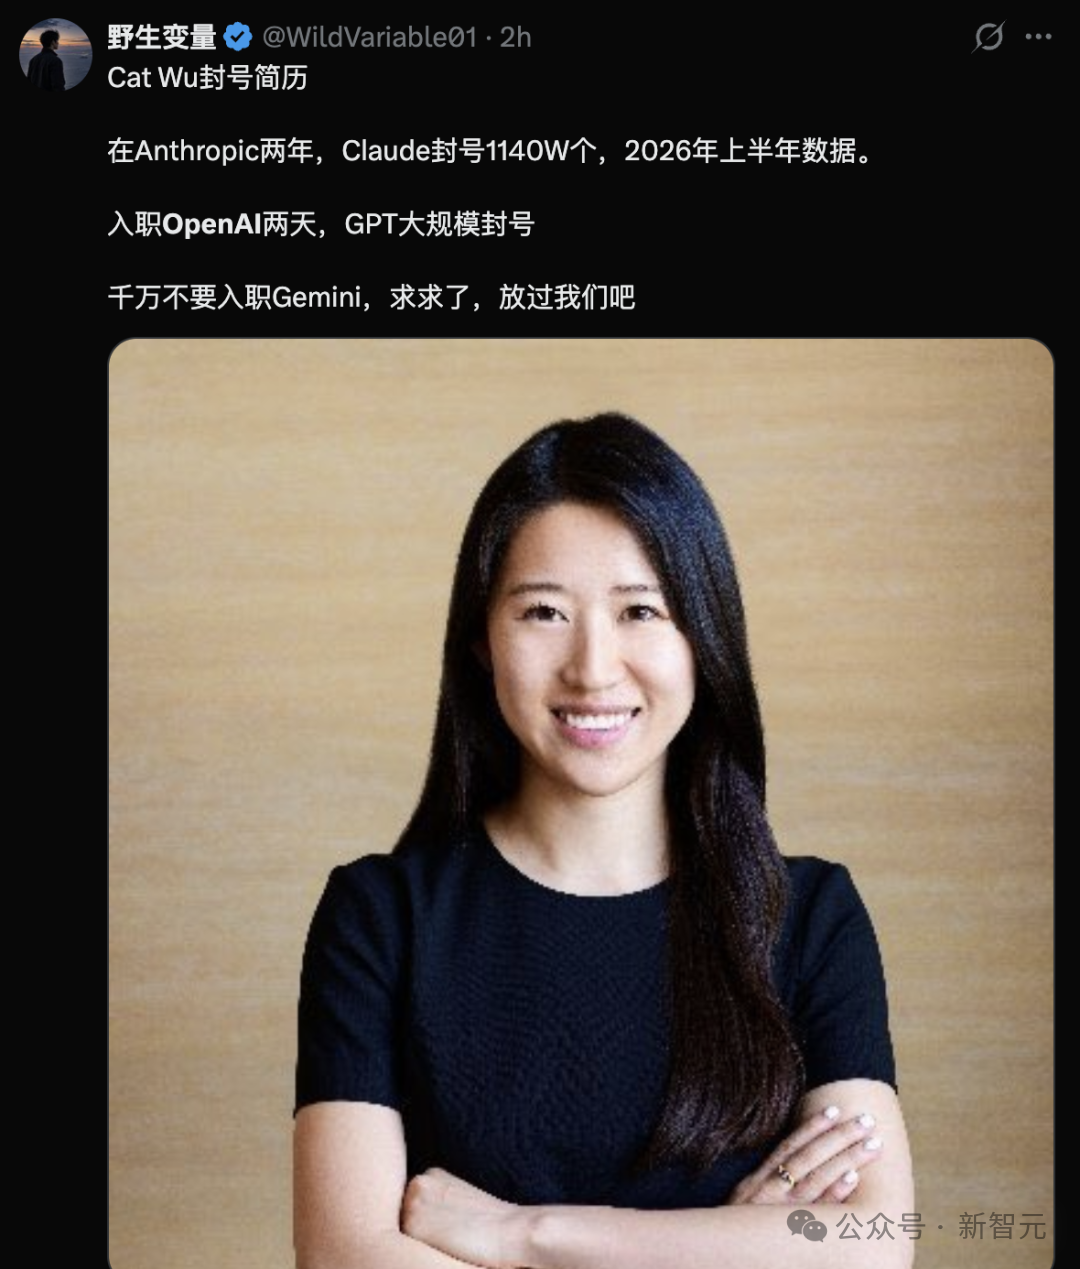 野生变量 @WildVariable01 · 2h
Cat Wu封号简历
在Anthropic两年，Claude封号1140W个，2026年上半年数据。
入职OpenAI两天，GPT大规模封号
千万不要入职Gemini，求求了，放过我们吧
公众号 · 新智元